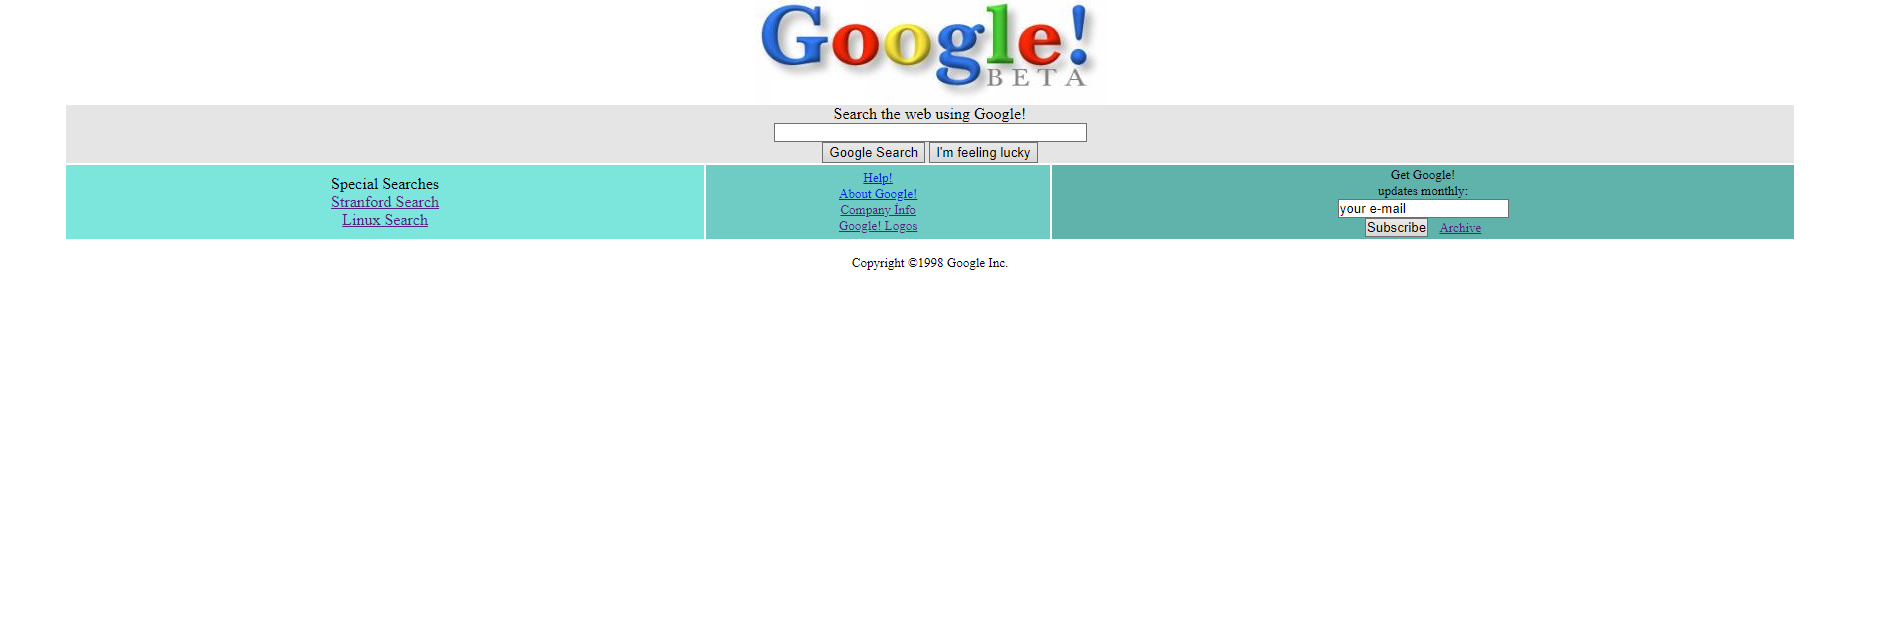 Google!
BETA
Search the web using Google!
Google Search I'm feeling lucky
Special Searches
Stranford Search
Linux Search
Help!
About Google!
Company Info
Google! Logos
Get Google!
updates monthly:
your e-mail
Subscribe Archive
Copyright ©1998 Google Inc.